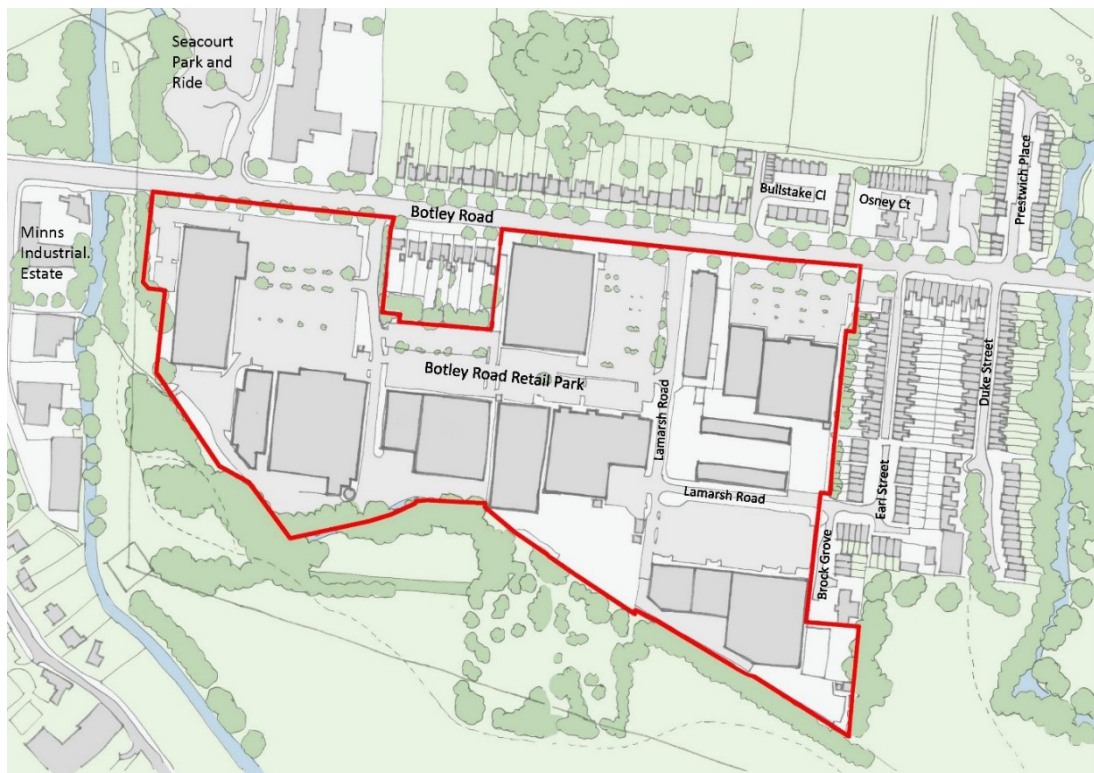 Seacourt
Park and
Ride
Prestwich Place
Bullstake Cl
Osney Ct
Botley Road
Minns
Industrial.
Estate
Duke Street
Botley Road Retail Park
Lamarsh Road
Lamarsh Road
Earl Street
Brock Grove